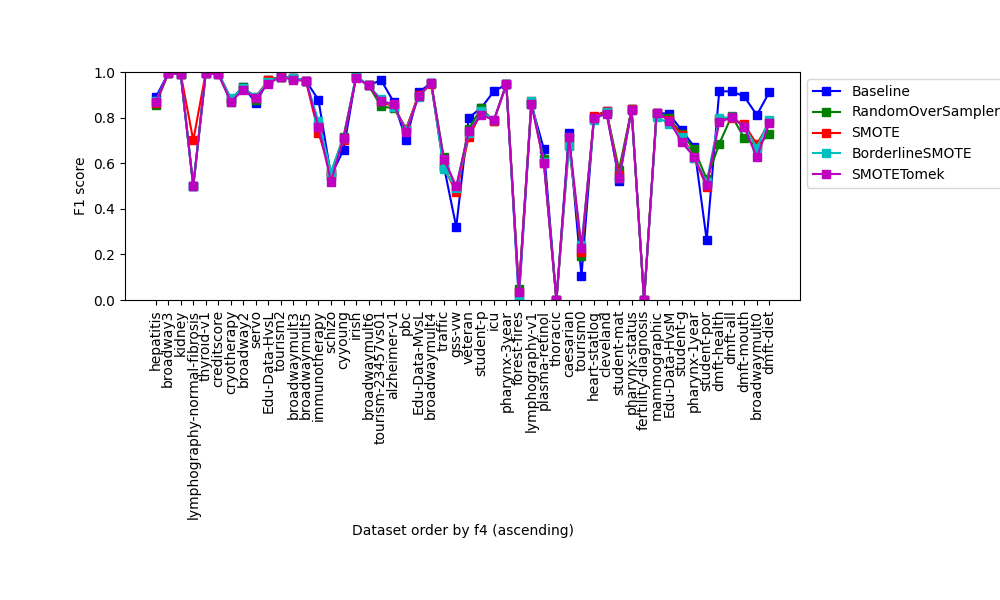 1.0
0.8
0.6
0.4
0.2
0.0
F1 score
Baseline
RandomOverSampler
SMOTE
BorderlineSMOTE
SMOTETomek
hepatitis
broadway3
kidney
lymphography-normal-fibrosis
thyroid-v1
creditscore
cryotherapy
broadway2
servo
Edu-Data-HvsL
tourism2
broadwaymult3
broadwaymult5
immunotherapy
schizo
cyyoung
irish
broadwaymult6
tourism-23457vs01
alzheimer-v1
pbc
Edu-Data-MvsL
broadwaymult4
traffic
gss-vw
veteran
student-p
icu
pharynx-3year
forest-fires
lymphography-v1
plasma-retinol
thoracic
caesarian
tourism0
heart-statlog
cleveland
student-mat
pharynx-status
fertility-diagnosis
mammographic
Edu-Data-HvsM
student-g
pharynx-1year
student-por
dmft-health
dmft-all
dmft-mouth
broadwaymult0
dmft-diet
Dataset order by f4 (ascending)